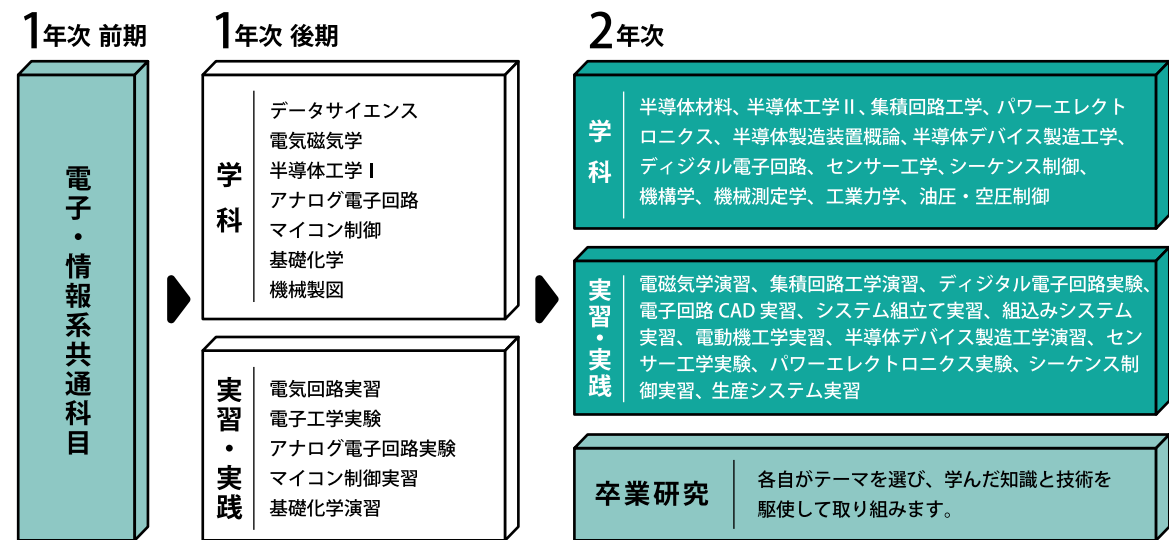 1年次 前期
電子・情報系共通科目
1年次 後期
学科
データサイエンス
電気磁気学
半導体工学 I
アナログ電子回路
マイコン制御
基礎化学
機械製図
実習・実践
電気回路実習
電子工学実験
アナログ電子回路実験
マイコン制御実習
基礎化学演習
2年次
学科
半導体材料、半導体工学 II、集積回路工学、パワーエレクト
ロニクス、半導体製造装置概論、半導体デバイス製造工学、
ディジタル電子回路、センサー工学、シーケンス制御、
機構学、機械測定学、工業力学、油圧・空圧制御
実習・実践
電磁気学演習、集積回路工学演習、ディジタル電子回路実験、
電子回路 CAD 実習、システム組立て実習、組込みシステム
実習、電動機工学実習、半導体デバイス製造工学演習、セン
サー工学実験、パワーエレクトロニクス実験、シーケンス制
御実習、生産システム実習
卒業研究
各自がテーマを選び、学んだ知識と技術を
駆使して取り組みます。